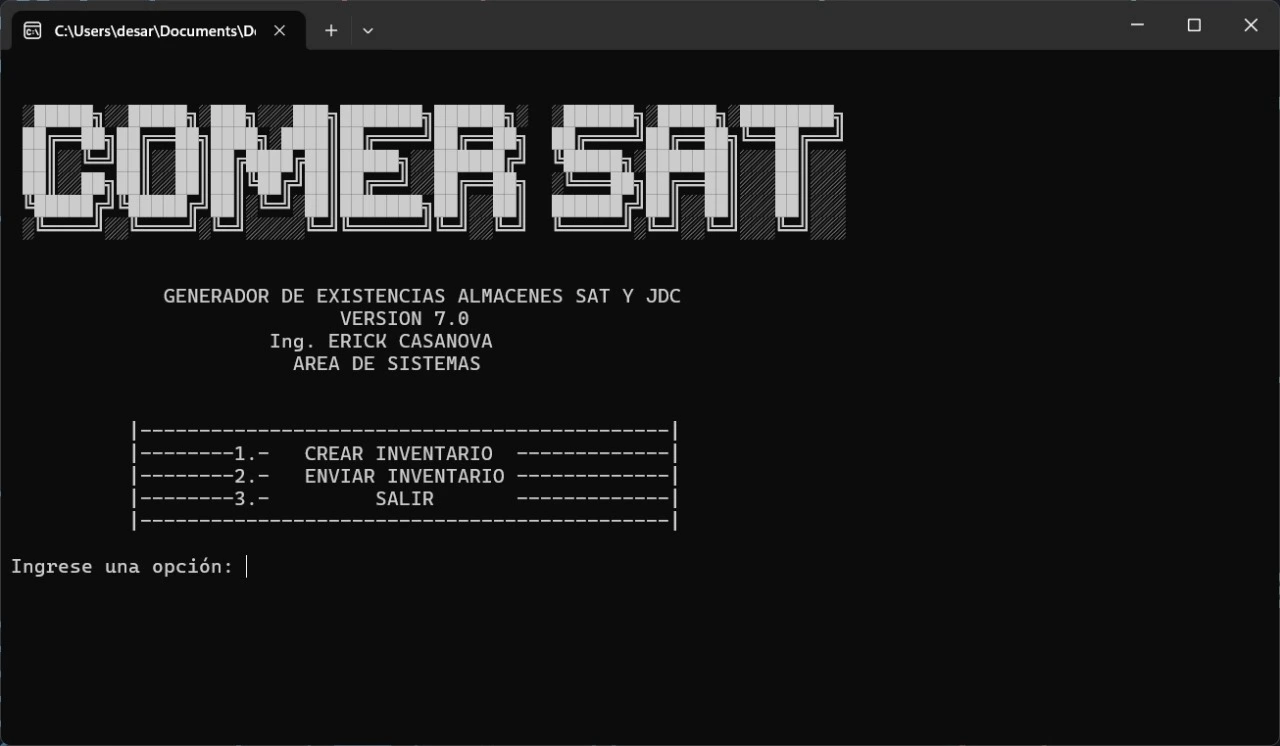 C:\Users\desar\Documents\D
COMER SAT
GENERADOR DE EXISTENCIAS ALMACENES SAT Y JDC
VERSION 7.0
Ing. ERICK CASANOVA
AREA DE SISTEMAS
|---------------------------------------------|
|--------1.-   CREAR INVENTARIO  -------------|
|--------2.-   ENVIAR INVENTARIO -------------|
|--------3.-         SALIR       -------------|
|---------------------------------------------|
Ingrese una opción: